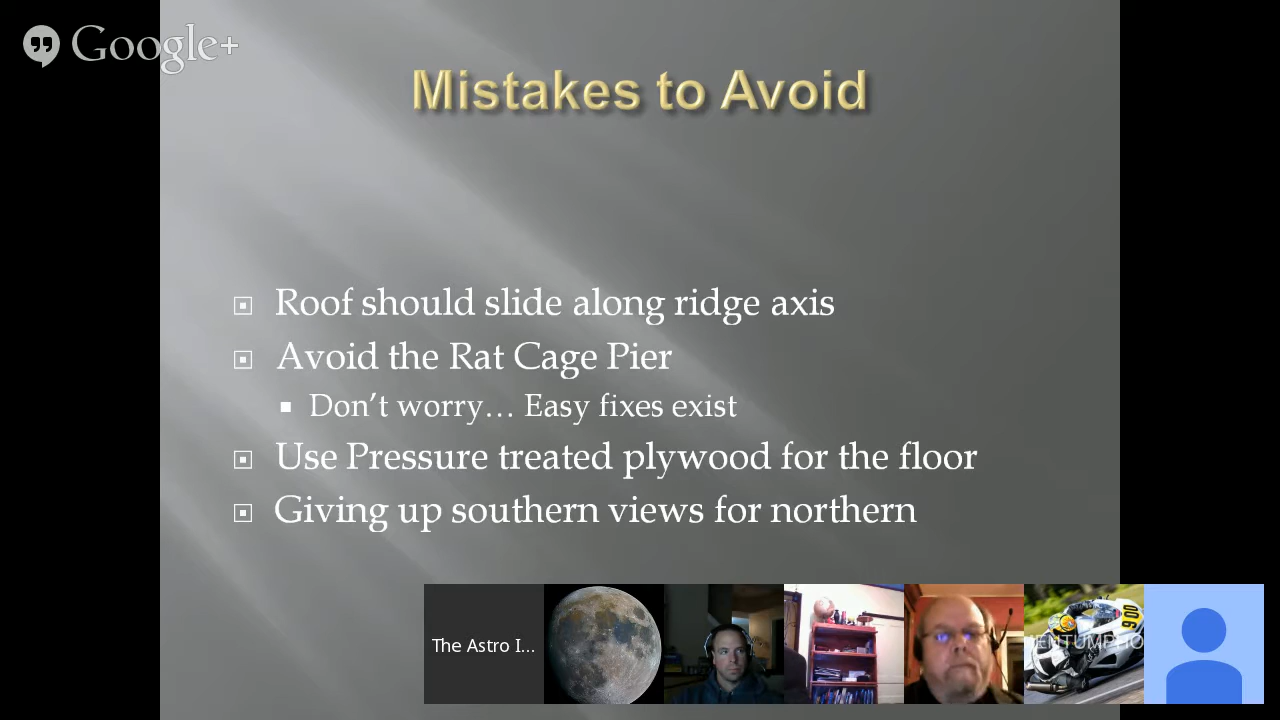 Google+
Mistakes to Avoid
Roof should slide along ridge axis
Avoid the Rat Cage Pier
Don't worry… Easy fixes exist
Use Pressure treated plywood for the floor
Giving up southern views for northern
The Astro I...
900